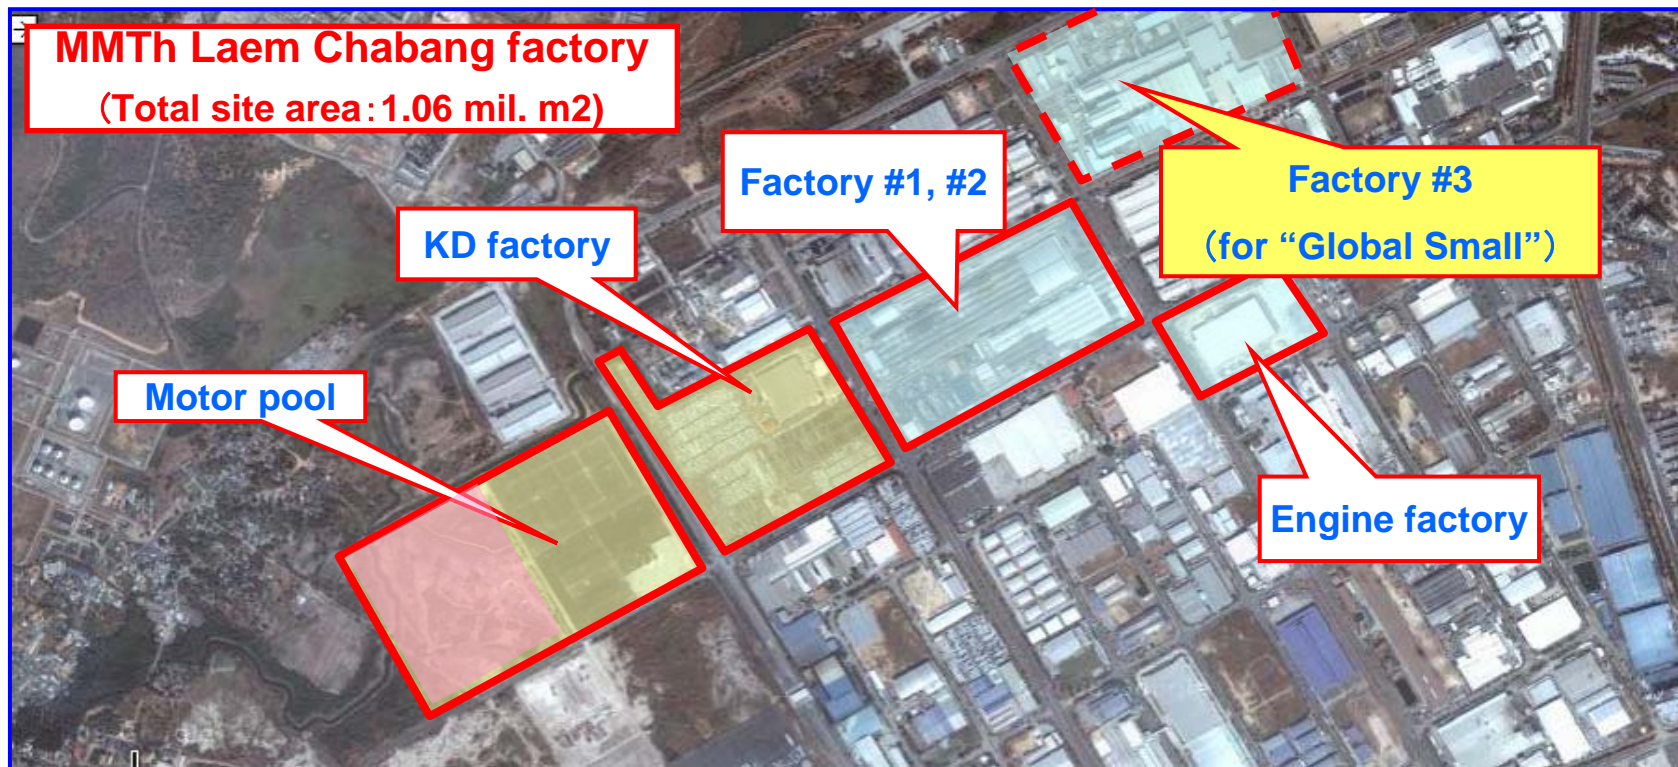 MMTh Laem Chabang factory
（Total site area：1.06 mil. m2)
Factory #1, #2
Factory #3
（for “Global Small”）
KD factory
Motor pool
Engine factory